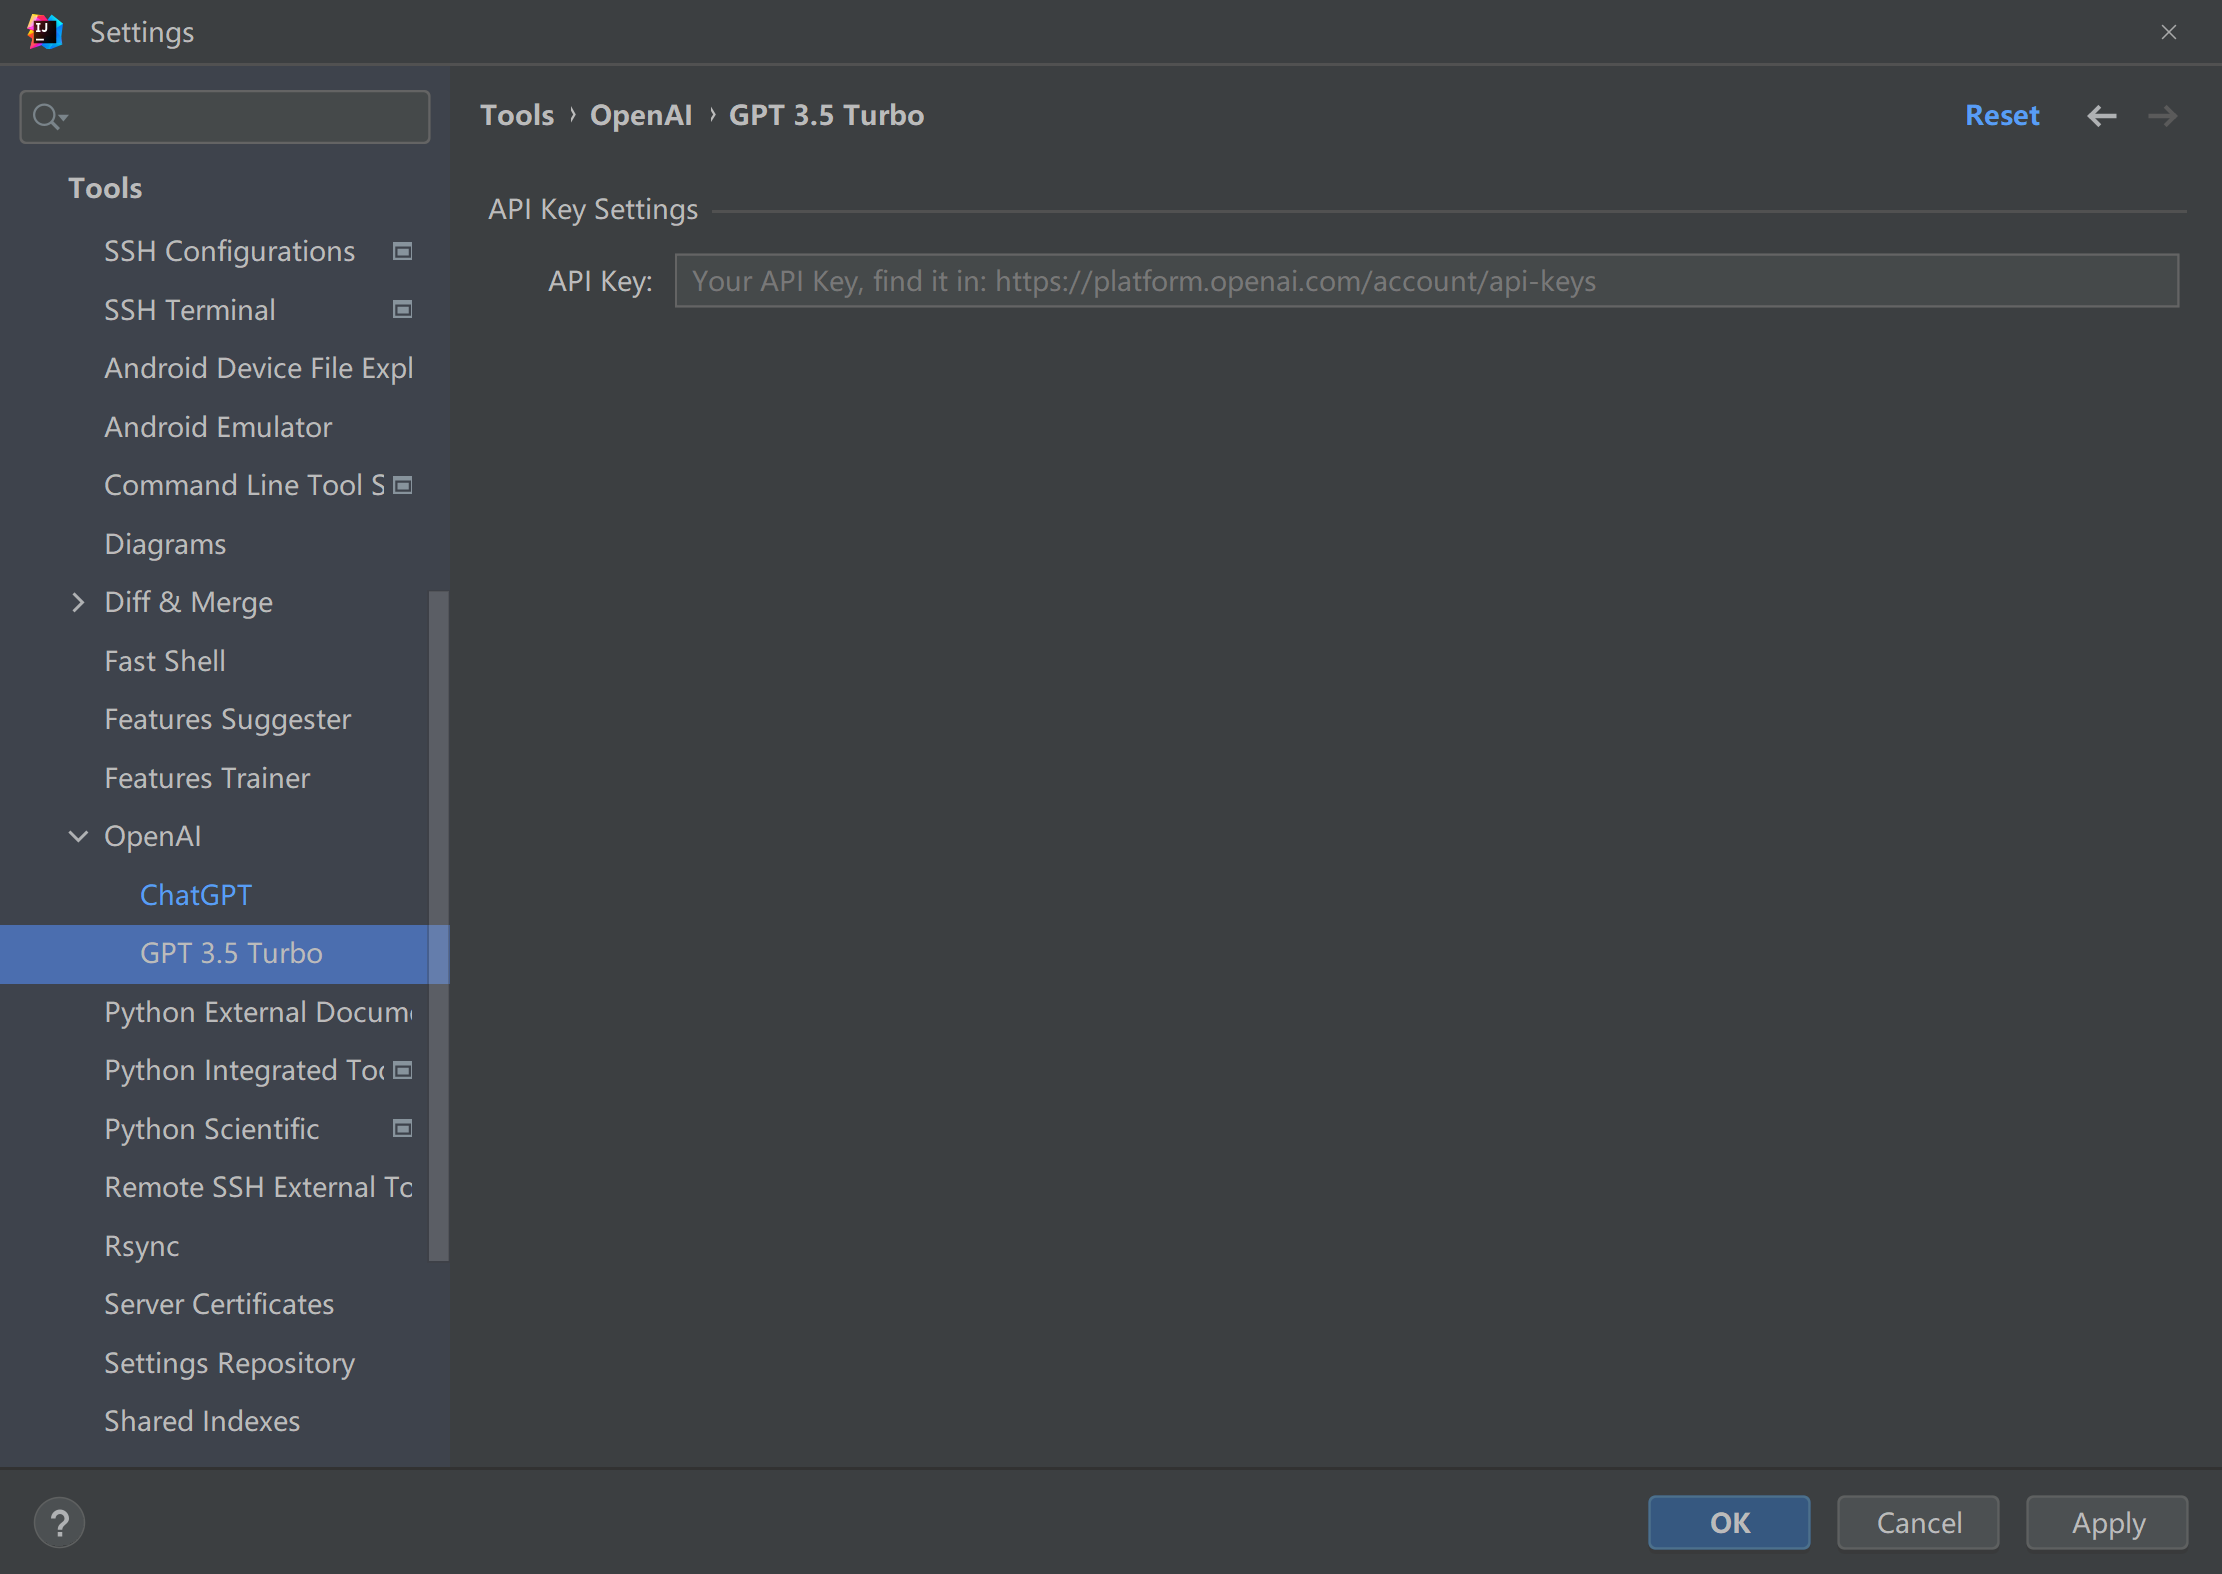 Settings
Tools
SSH Configurations
SSH Terminal
Android Device File Expl
Android Emulator
Command Line Tool S
Diagrams
Diff & Merge
Fast Shell
Features Suggester
Features Trainer
OpenAI
ChatGPT
GPT 3.5 Turbo
Python External Docum
Python Integrated Too
Python Scientific
Remote SSH External To
Rsync
Server Certificates
Settings Repository
Shared Indexes
Tools › OpenAI › GPT 3.5 Turbo
Reset
API Key Settings
API Key: Your API Key, find it in: https://platform.openai.com/account/api-keys
?
OK
Cancel
Apply